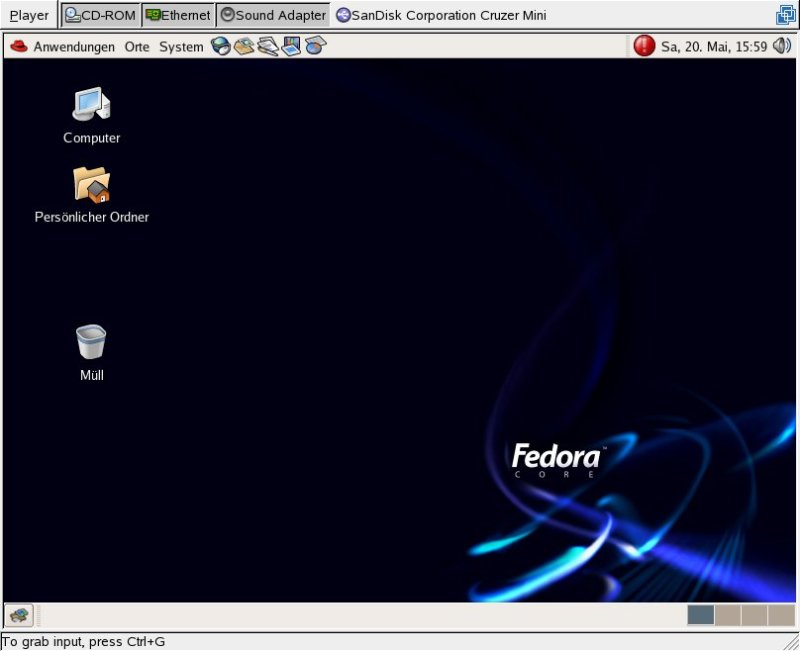 Player CD-ROM Ethernet Sound Adapter SanDisk Corporation Cruzer Mini
Anwendungen Orte System Sa, 20. Mai, 15:59
Computer
Persönlicher Ordner
Müll
Fedora™
CORE
To grab input, press Ctrl+G